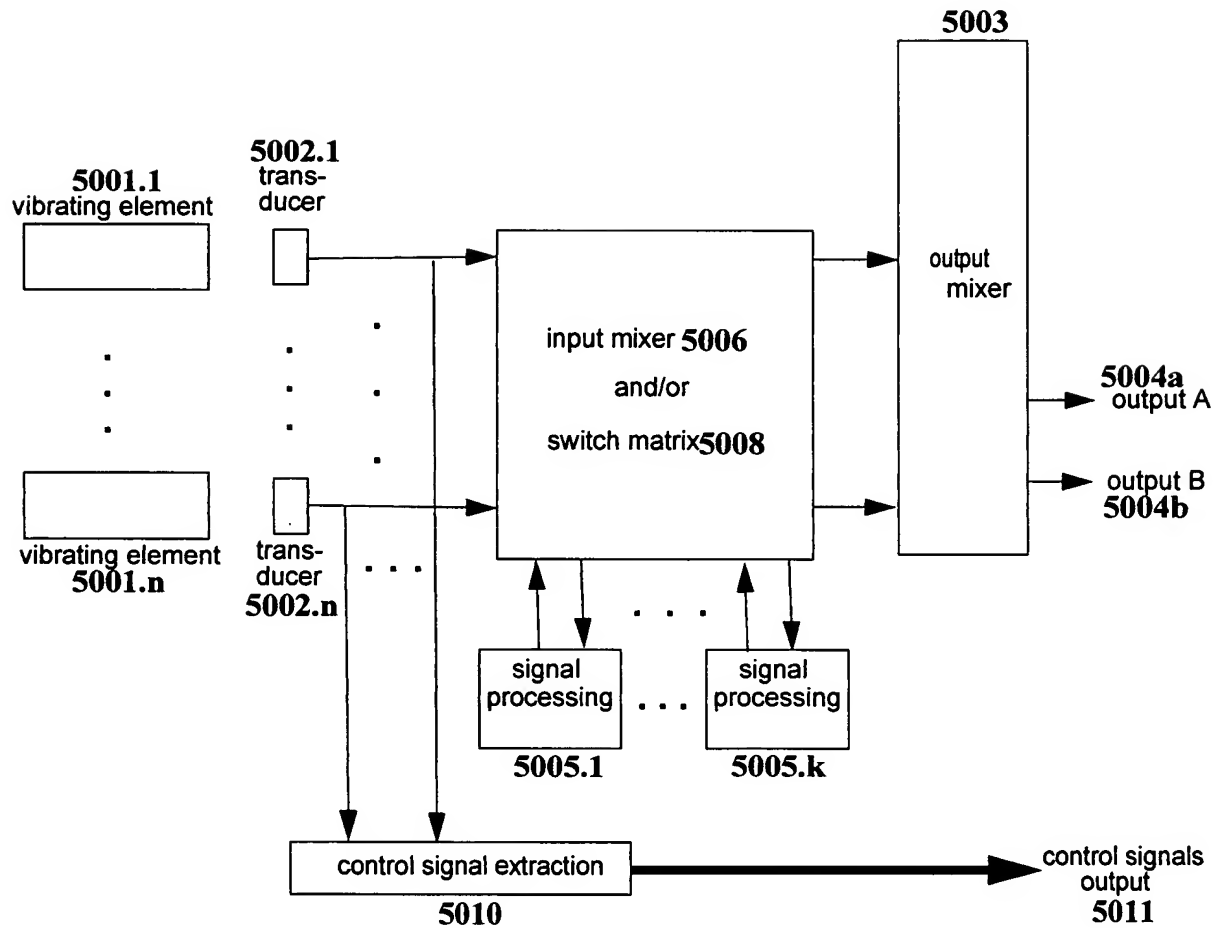 5003
output
mixer
5001.1
vibrating element
5002.1
trans-
ducer
input mixer 5006
and/or
switch matrix5008
5004a
output A
output B
5004b
vibrating element
5001.n
trans-
ducer
5002.n
signal
processing
5005.1
signal
processing
5005.k
control signal extraction
5010
control signals
output
5011